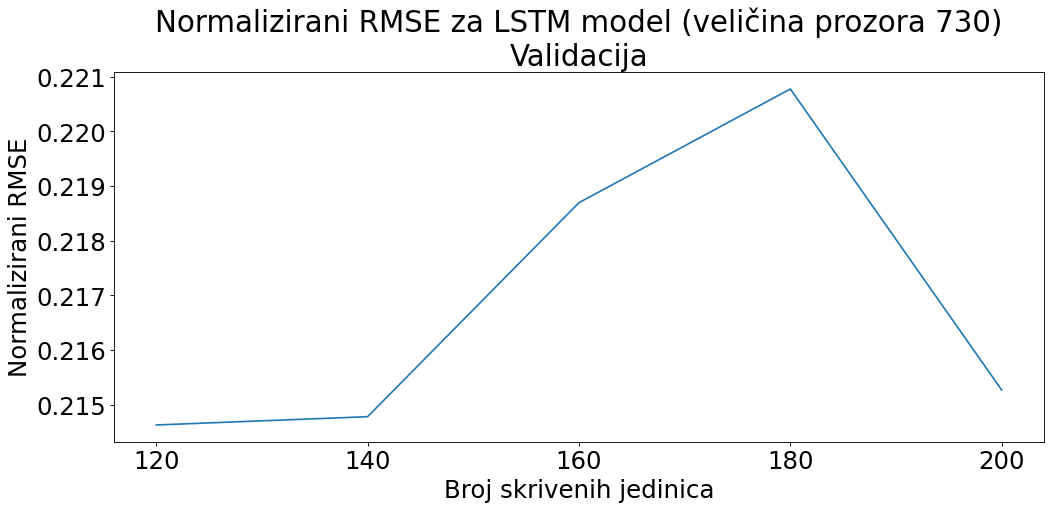 Normalizirani RMSE za LSTM model (veličina prozora 730)
Validacija
0.221
0.220
0.219
0.218
0.217
0.216
0.215
Normalizirani RMSE
120 140 160 180 200
Broj skrivenih jedinica